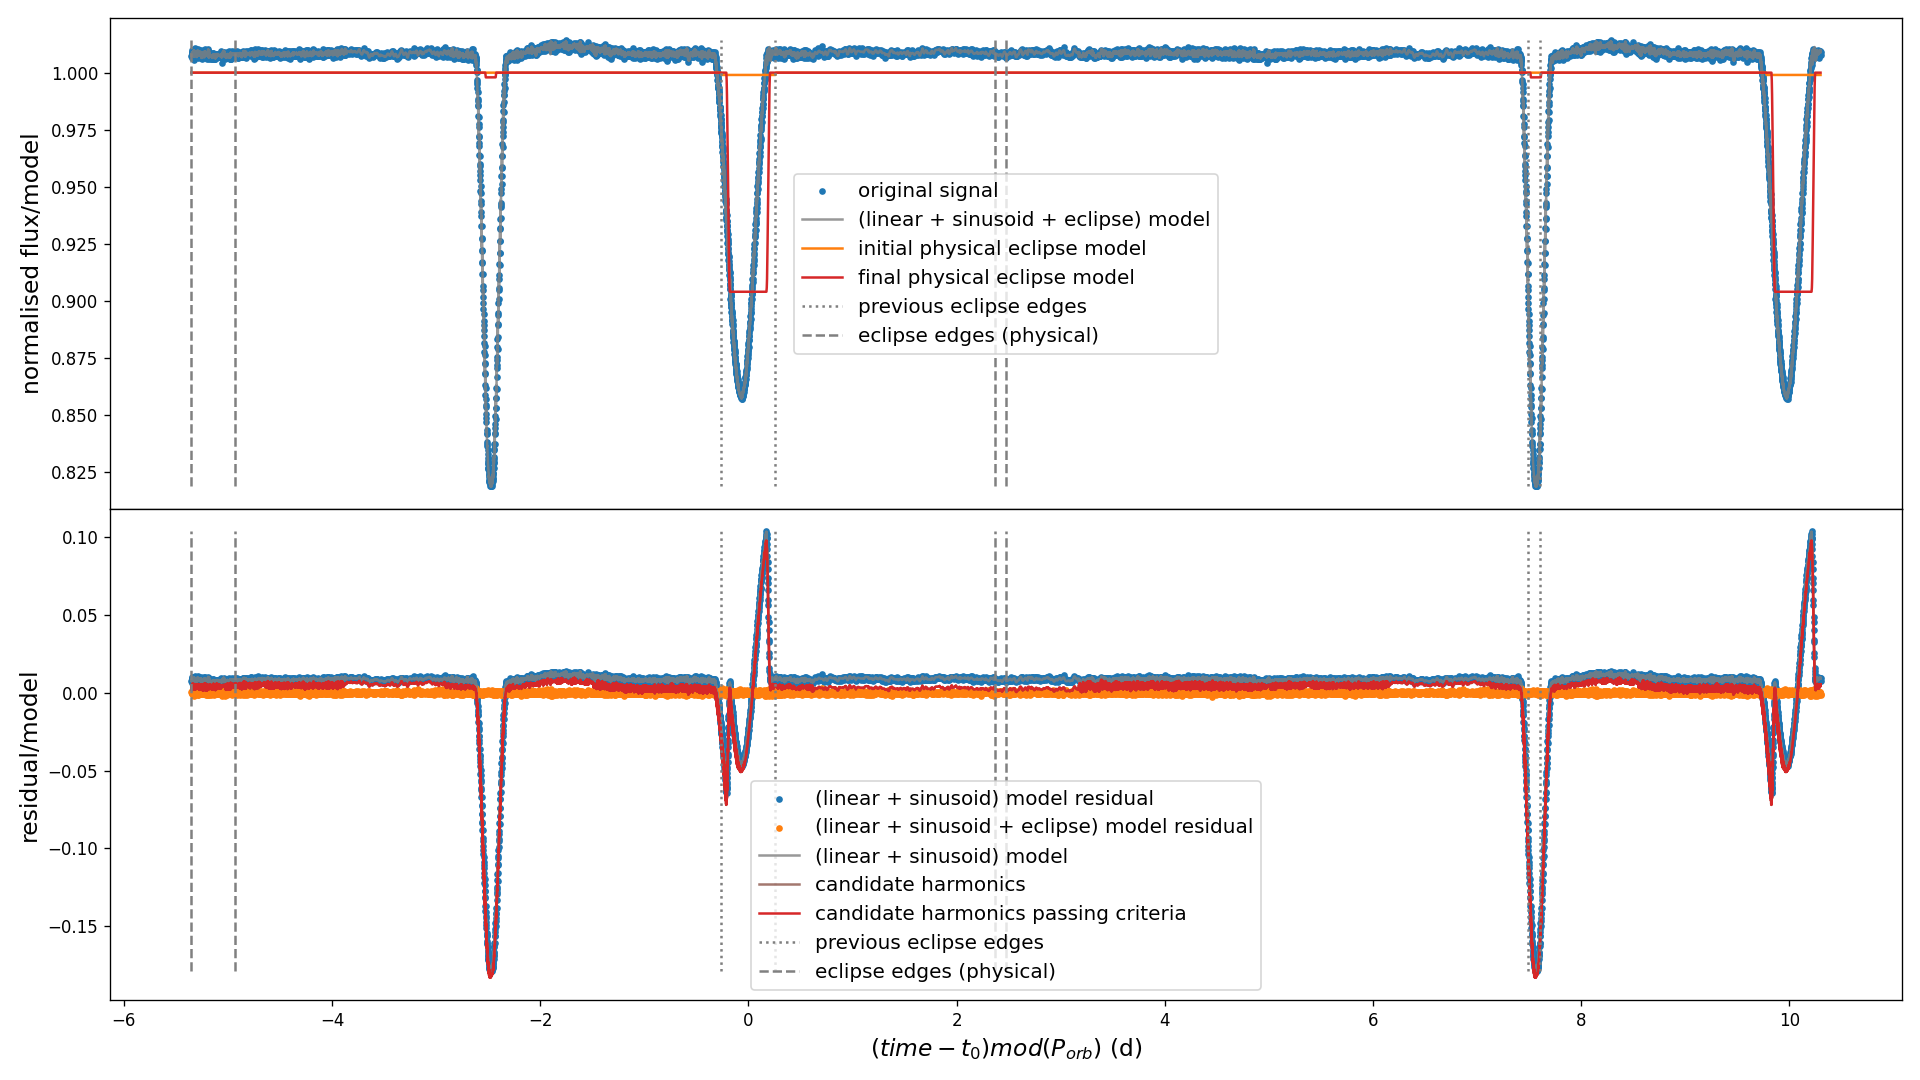 normalised flux/model
1.000
0.975
0.950
0.925
0.900
0.875
0.850
0.825
original signal
(linear + sinusoid + eclipse) model
initial physical eclipse model
final physical eclipse model
previous eclipse edges
eclipse edges (physical)
residual/model
0.10
0.05
0.00
−0.05
−0.10
−0.15
(linear + sinusoid) model residual
(linear + sinusoid + eclipse) model residual
(linear + sinusoid) model
candidate harmonics
candidate harmonics passing criteria
previous eclipse edges
eclipse edges (physical)
−6 −4 −2 0 2 4 6 8 10
(time − t₀)mod(Pₒᵣb) (d)